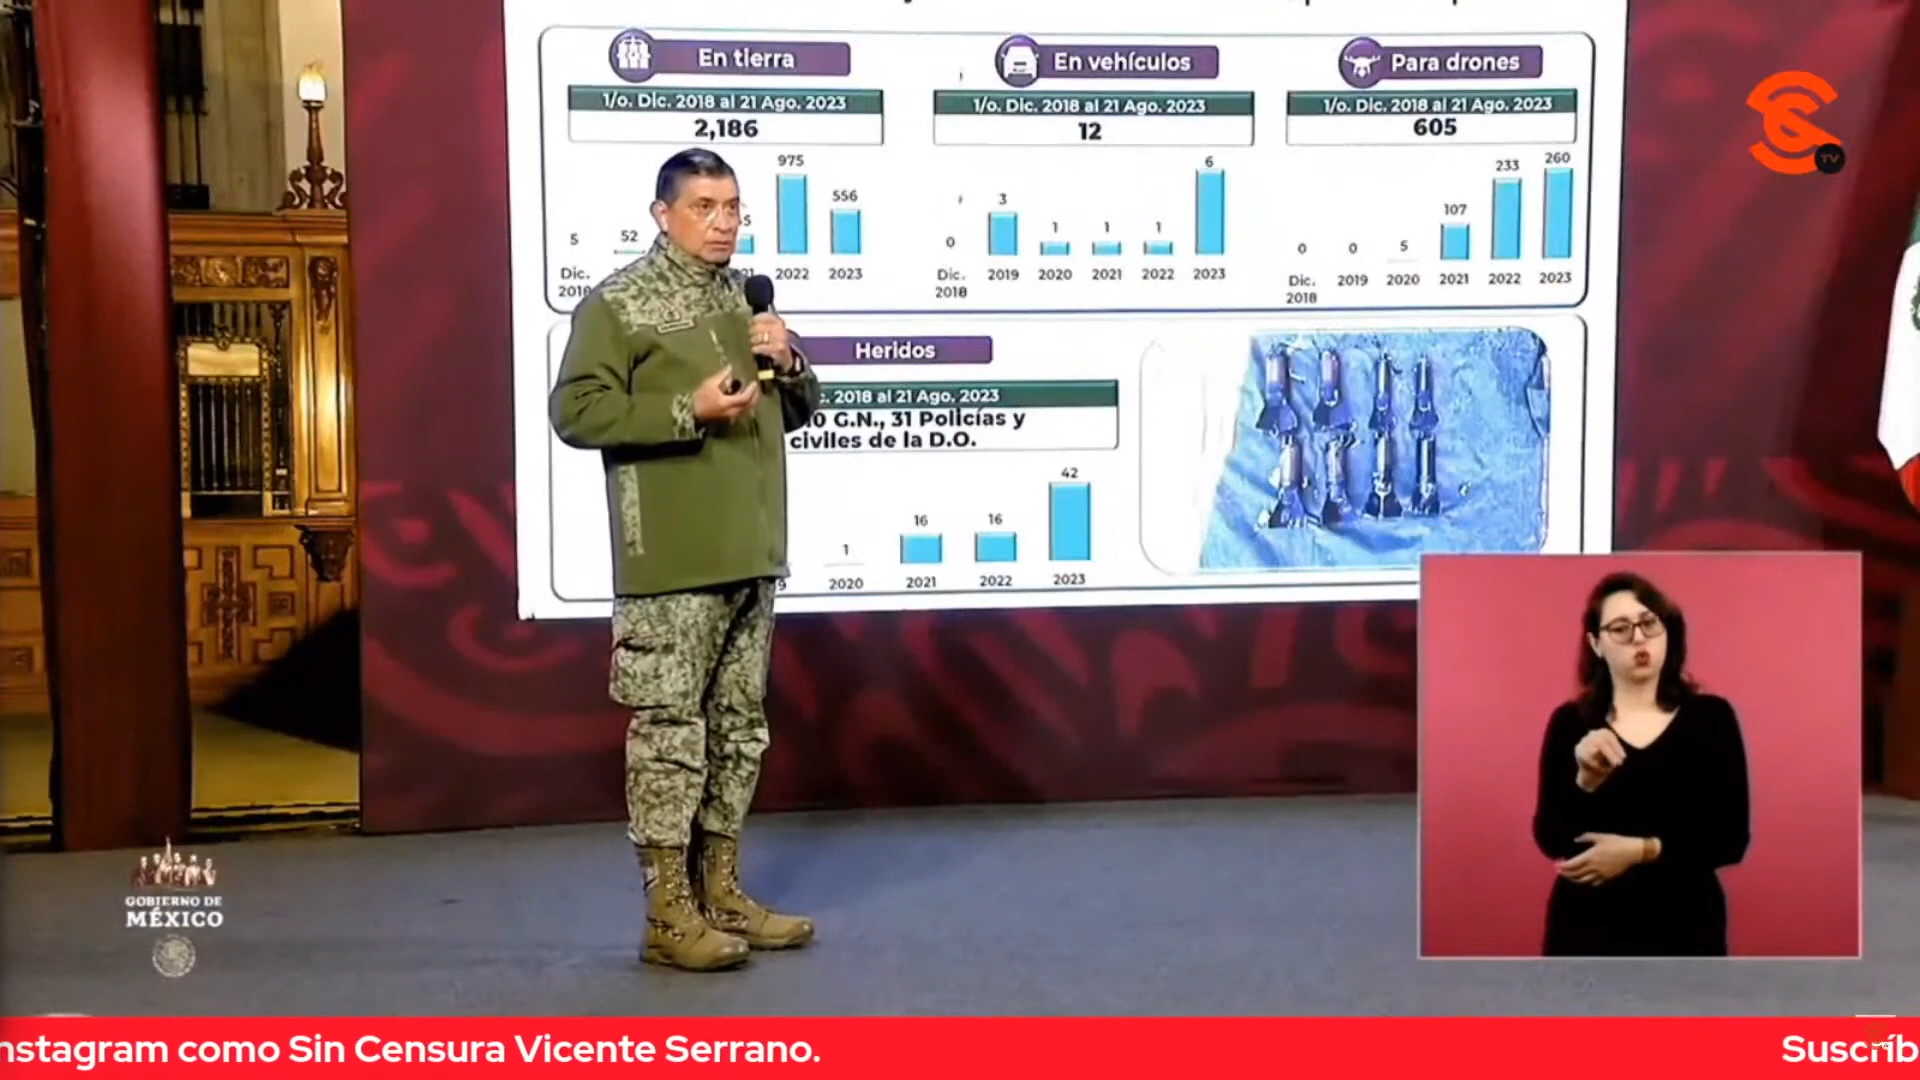 En tierra
1/o. Dic. 2018 al 21 Ago. 2023
2,186
5
52
975
556
Dic.
2018
2022
2023
En vehículos
1/o. Dic. 2018 al 21 Ago. 2023
12
0
3
1
1
1
6
Dic.
2018
2019
2020
2021
2022
2023
Para drones
1/o. Dic. 2018 al 21 Ago. 2023
605
0
0
5
107
233
260
Dic.
2018
2019
2020
2021
2022
2023
Heridos
2018 al 21 Ago. 2023
G.N., 31 Policías y
civiles de la D.O.
1
16
16
42
2020
2021
2022
2023
TV
GOBIERNO DE
MÉXICO
nstagram como Sin Censura Vicente Serrano.
Suscríb